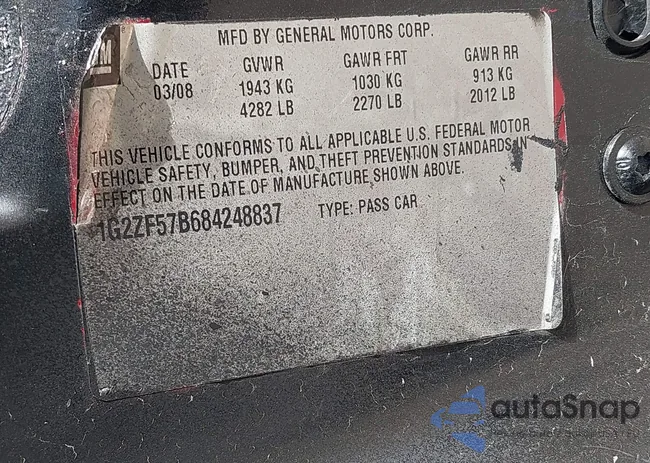 GM
MFD BY GENERAL MOTORS CORP.
DATE GVWR GAWR FRT GAWR RR
03/08 1943 KG 1030 KG 913 KG
4282 LB 2270 LB 2012 LB
THIS VEHICLE CONFORMS TO ALL APPLICABLE U.S. FEDERAL MOTOR
VEHICLE SAFETY, BUMPER, AND THEFT PREVENTION STANDARDS IN
EFFECT ON THE DATE OF MANUFACTURE SHOWN ABOVE.
1G2ZF57B684248837 TYPE: PASS CAR
autaSnap